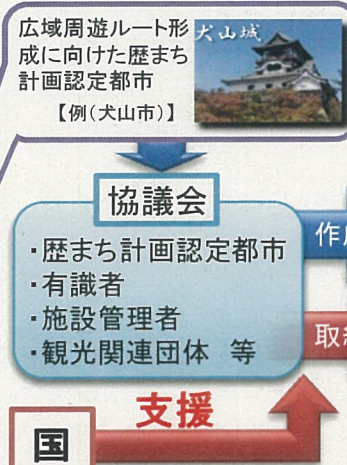 広域周遊ルート形
成に向けた歴まち
計画認定都市
【例(犬山市)】
犬山城
協議会
・歴まち計画認定都市
・有識者
・施設管理者
・観光関連団体 等
作
取
支援
国